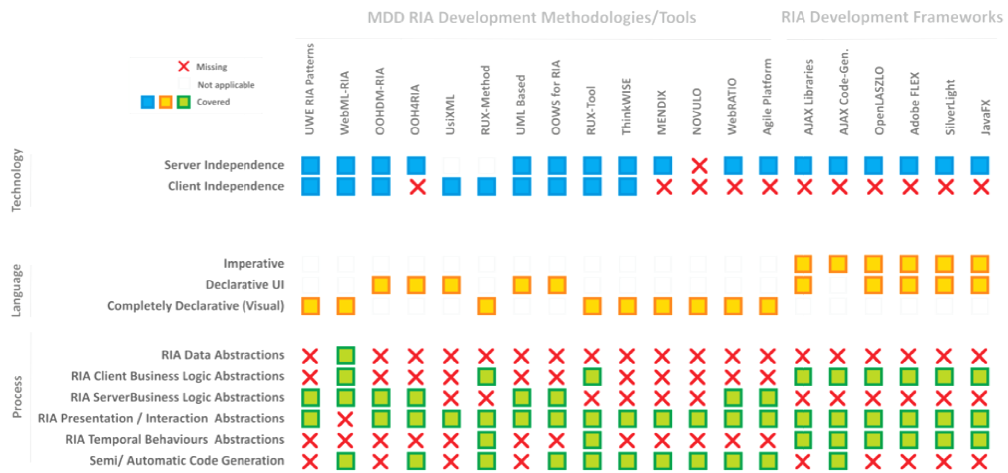 MDD RIA Development Methodologies/Tools
RIA Development Frameworks
Missing
Not applicable
Covered
UWE RIA Patterns
WebML-RIA
OOHDM-RIA
OOH4RIA
UsiXML
RUX-Method
UML Based
OOWS for RIA
RUX-Tool
ThinkWISE
MENDIX
NOVULO
WebRATIO
Agile Platform
AJAX Libraries
AJAX Code-Gen.
OpenLASZLO
Adobe FLEX
SilverLight
JavaFX
Technology
Server Independence
Client Independence
Language
Imperative
Declarative UI
Completely Declarative (Visual)
Process
RIA Data Abstractions
RIA Client Business Logic Abstractions
RIA ServerBusiness Logic Abstractions
RIA Presentation / Interaction Abstractions
RIA Temporal Behaviours Abstractions
Semi/ Automatic Code Generation